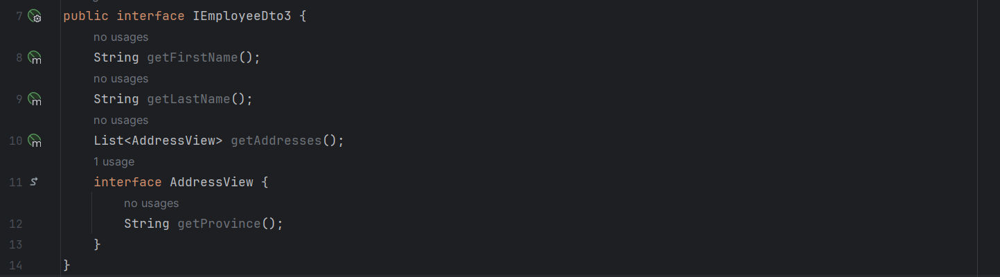 7 public interface IEmployeeDto3 {
no usages
8 m String getFirstName();
no usages
9 m String getLastName();
no usages
10 m List<AddressView> getAddresses();
1 usage
11 interface AddressView {
no usages
12 String getProvince();
13 }
14 }